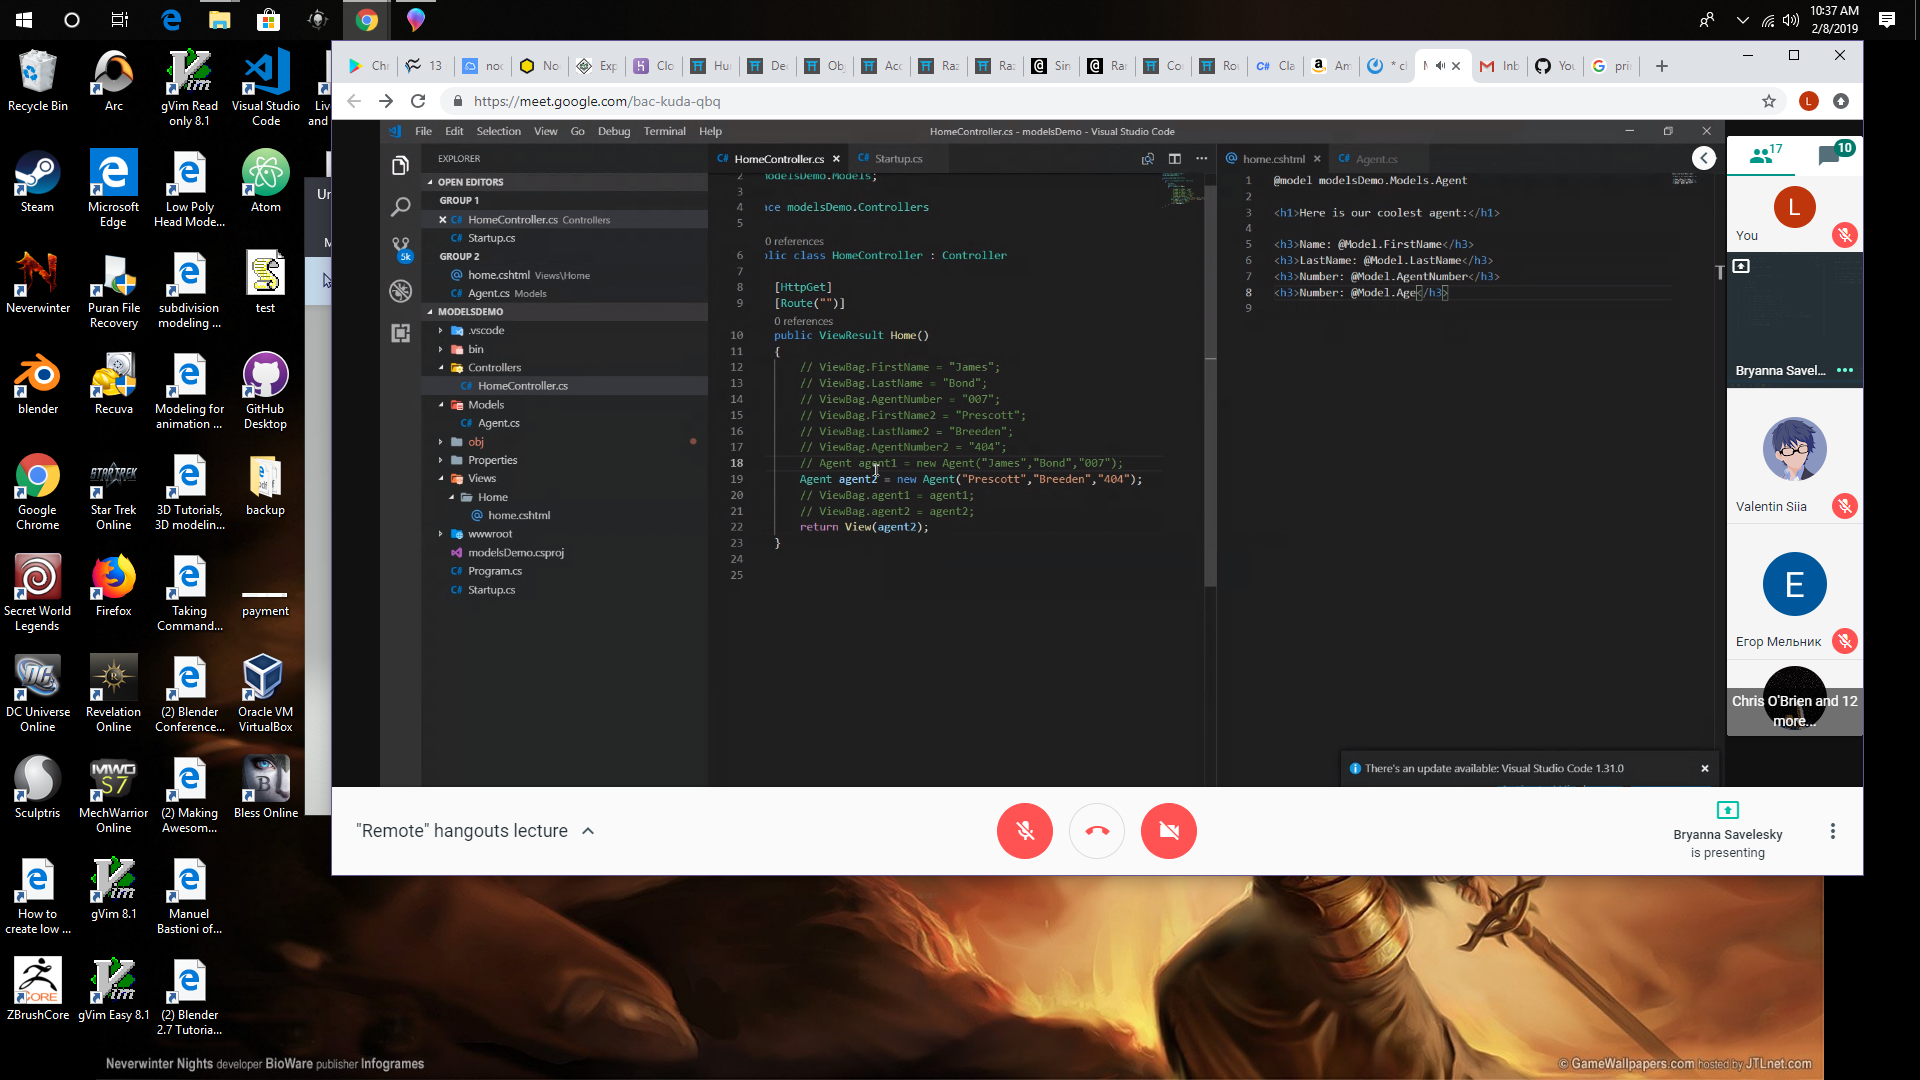 10:37 AM
2/8/2019
Recycle Bin
Arc
gVim Read only 8.1
Visual Studio Code
Steam
Microsoft Edge
Low Poly Head Mode...
Atom
Neverwinter
Puran File Recovery
subdivision modeling ...
test
blender
Recuva
Modeling for animation ...
GitHub Desktop
Google Chrome
Star Trek Online
3D Tutorials, 3D modelin...
backup
Secret World Legends
Firefox
Taking Command...
payment
DC Universe Online
Revelation Online
(2) Blender Conference...
Oracle VM VirtualBox
Sculptris
MechWarrior Online
(2) Making Awesom...
Bless Online
How to create low ...
gVim 8.1
Manuel Bastioni of...
ZBrushCore
gVim Easy 8.1
(2) Blender 2.7 Tutoria...
https://meet.google.com/bac-kuda-qbq
File Edit Selection View Go Debug Terminal Help
HomeController.cs - modelsDemo - Visual Studio Code
EXPLORER
OPEN EDITORS
GROUP 1
HomeController.cs Controllers
Startup.cs
GROUP 2
home.cshtml Views\Home
Agent.cs Models
MODELSDEMO
.vscode
bin
Controllers
HomeController.cs
Models
Agent.cs
obj
Properties
Views
Home
home.cshtml
wwwroot
modelsDemo.csproj
Program.cs
Startup.cs
5k
HomeController.cs
Startup.cs
2 modelsDemo.Models;
3
4 ace modelsDemo.Controllers
5
0 references
6 blic class HomeController : Controller
7
8 [HttpGet]
9 [Route("")]
0 references
10 public ViewResult Home()
11 {
12 // ViewBag.FirstName = "James";
13 // ViewBag.LastName = "Bond";
14 // ViewBag.AgentNumber = "007";
15 // ViewBag.FirstName2 = "Prescott";
16 // ViewBag.LastName2 = "Breeden";
17 // ViewBag.AgentNumber2 = "404";
18 // Agent agent1 = new Agent("James","Bond","007");
19 Agent agent2 = new Agent("Prescott","Breeden","404");
20 // ViewBag.agent1 = agent1;
21 // ViewBag.agent2 = agent2;
22 return View(agent2);
23 }
24
25
home.cshtml
Agent.cs
1 @model modelsDemo.Models.Agent
2
3 <h1>Here is our coolest agent:</h1>
4
5 <h3>Name: @Model.FirstName</h3>
6 <h3>LastName: @Model.LastName</h3>
7 <h3>Number: @Model.AgentNumber</h3>
8 <h3>Number: @Model.Age</h3>
9
There's an update available: Visual Studio Code 1.31.0
17
10
L
You
Bryanna Savel...
Valentin Siia
E
Егор Мельник
Chris O'Brien and 12 more...
"Remote" hangouts lecture
Bryanna Savelesky
is presenting
Neverwinter Nights developer BioWare publisher Infogrames
© GameWallpapers.com hosted by JTLnet.com